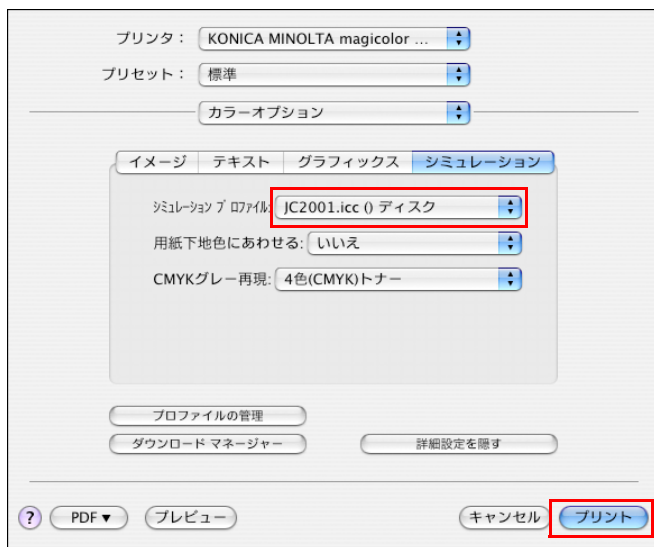 プリンタ： KONICA MINOLTA magicolor ...
プリセット： 標準
カラーオプション
イメージ テキスト グラフィックス シミュレーション
ｼﾐｭﾚｰｼｮﾝ ﾌﾟﾛﾌｧｲﾙ: JC2001.icc () ディスク
用紙下地色にあわせる: いいえ
CMYKグレー再現: 4色(CMYK)トナー
プロファイルの管理
ダウンロード マネージャー 詳細設定を隠す
? PDF▼ プレビュー キャンセル プリント